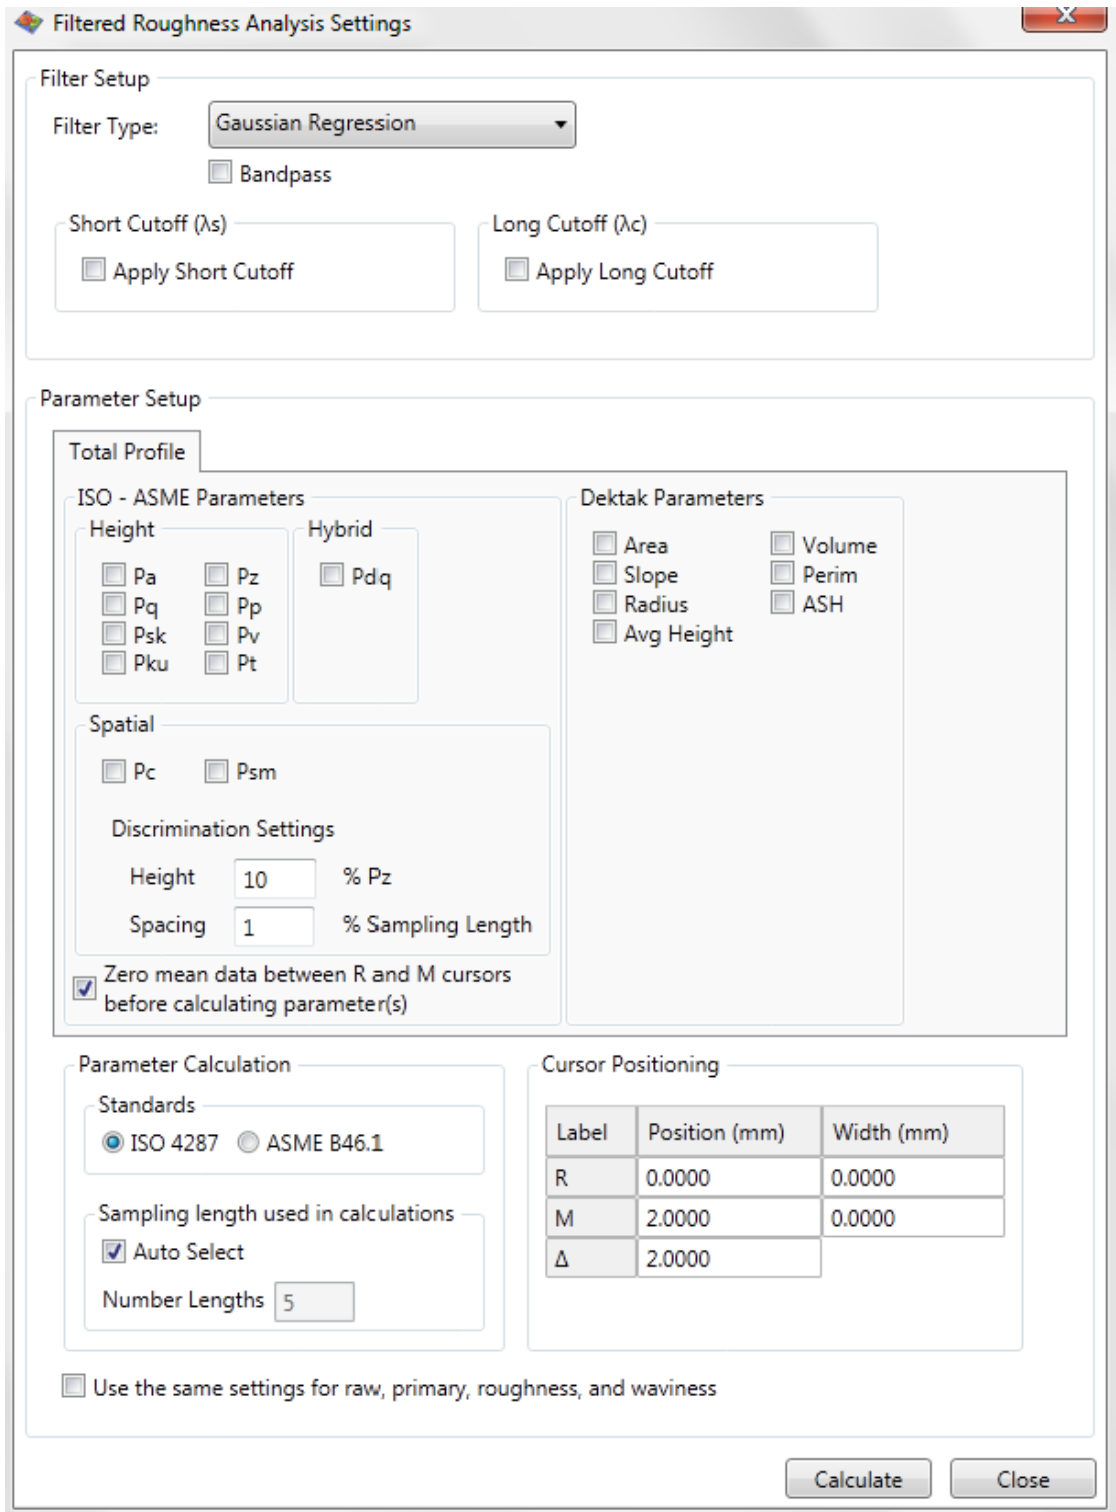 Filtered Roughness Analysis Settings
X
Filter Setup
Filter Type: Gaussian Regression
Bandpass
Short Cutoff (λs) Long Cutoff (λc)
Apply Short Cutoff Apply Long Cutoff
Parameter Setup
Total Profile
ISO - ASME Parameters Dektak Parameters
Height Hybrid
Area Volume
Pa Pz Pdq Slope Perim
Pq Pp Radius ASH
Psk Pv Avg Height
Pku Pt
Spatial
Pc Psm
Discrimination Settings
Height 10 % Pz
Spacing 1 % Sampling Length
Zero mean data between R and M cursors
before calculating parameter(s)
Parameter Calculation Cursor Positioning
Standards
ISO 4287 ASME B46.1
Label Position (mm) Width (mm)
R 0.0000 0.0000
M 2.0000 0.0000
Δ 2.0000
Sampling length used in calculations
Auto Select
Number Lengths 5
Use the same settings for raw, primary, roughness, and waviness
Calculate Close